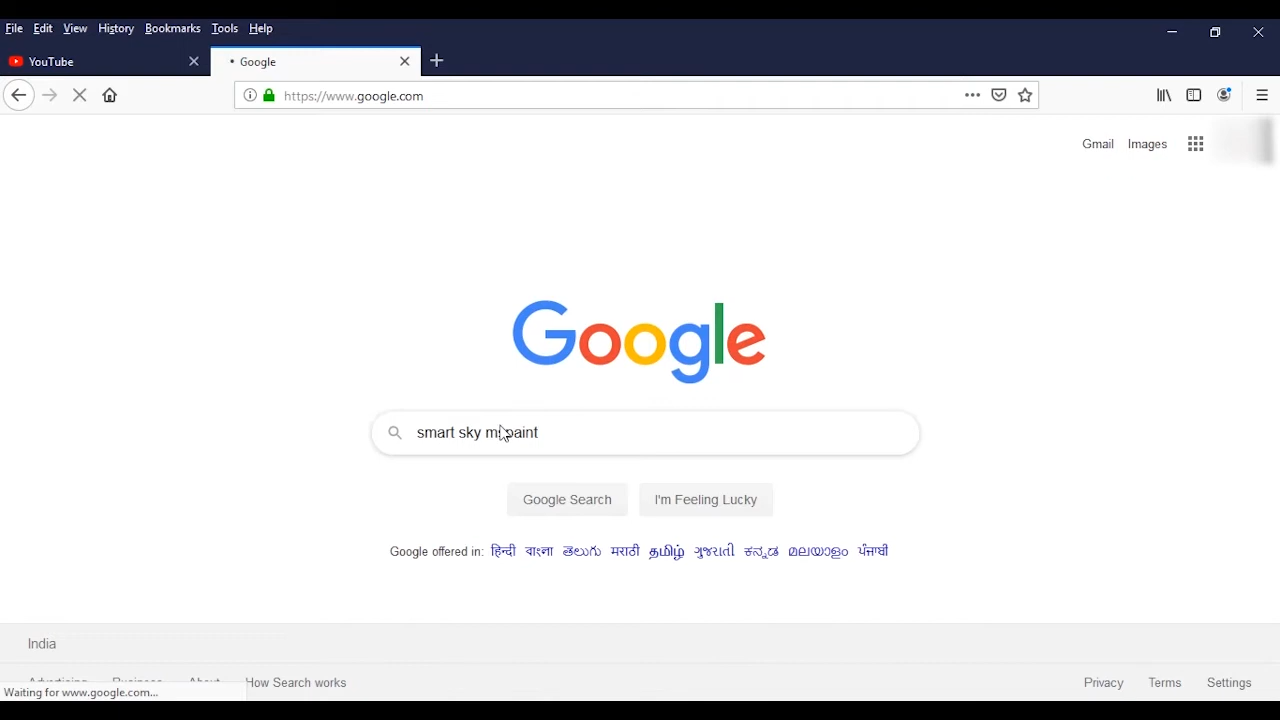 File Edit View History Bookmarks Tools Help
YouTube
• Google
https://www.google.com
Gmail Images
Google
smart sky ms paint
Google Search I'm Feeling Lucky
Google offered in: हिन्दी বাংলা తెలుగు मराठी தமிழ் ગુજરાતી ಕನ್ನಡ മലയാളം ਪੰਜਾਬੀ
India
Advertising Business About How Search works
Privacy Terms Settings
Waiting for www.google.com...